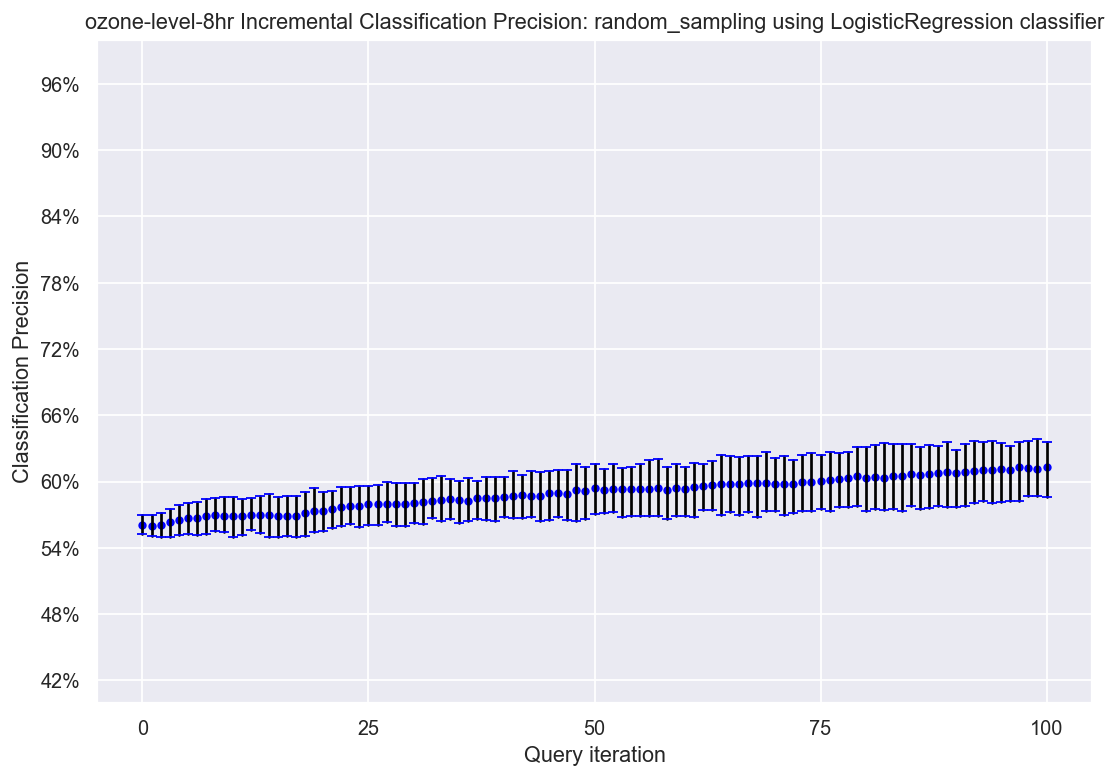 ozone-level-8hr Incremental Classification Precision: random_sampling using LogisticRegression classifier
96%
90%
84%
78%
72%
66%
60%
54%
48%
42%
Classification Precision
0 25 50 75 100
Query iteration